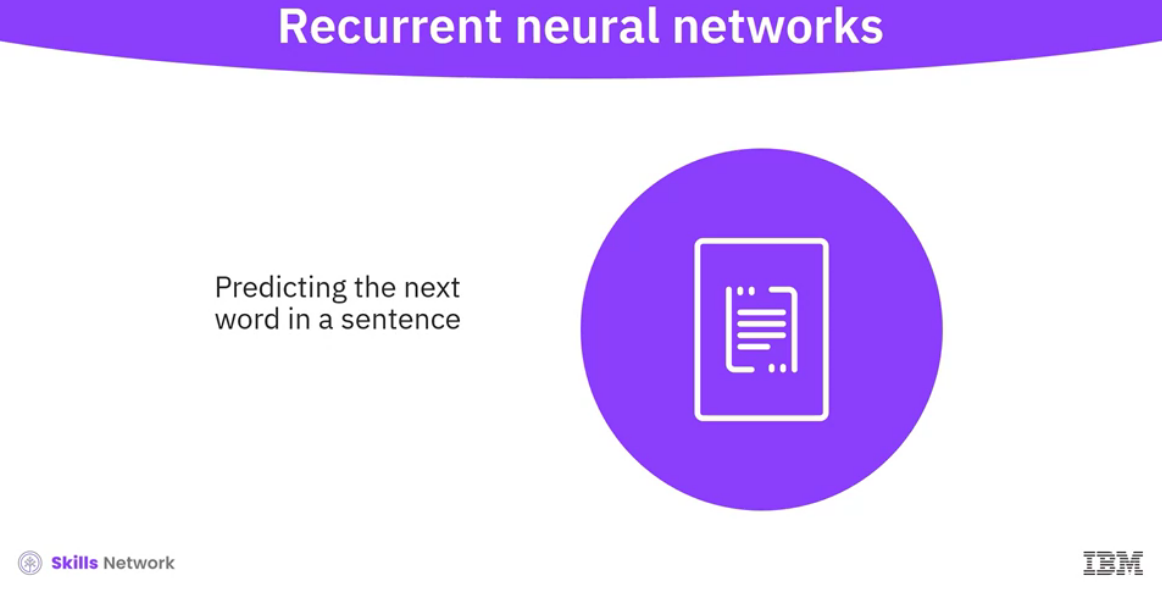 Recurrent neural networks
Predicting the next
word in a sentence
Skills Network
IBM